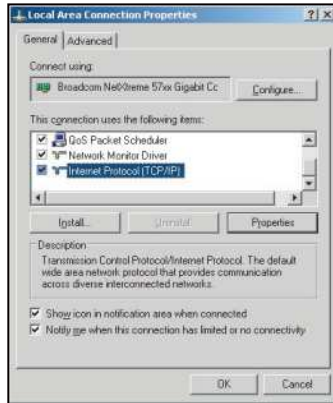 Local Area Connection Properties
General Advanced
Connect using:
Broadcom NetXtreme 57xx Gigabit Cc Configure...
This connection uses the following items:
QoS Packet Scheduler
Network Monitor Driver
Internet Protocol (TCP/IP)
Install... Uninstall Properties
Description
Transmission Control Protocol/Internet Protocol. The default
wide area network protocol that provides communication
across diverse interconnected networks.
Show icon in notification area when connected
Notify me when this connection has limited or no connectivity
OK Cancel